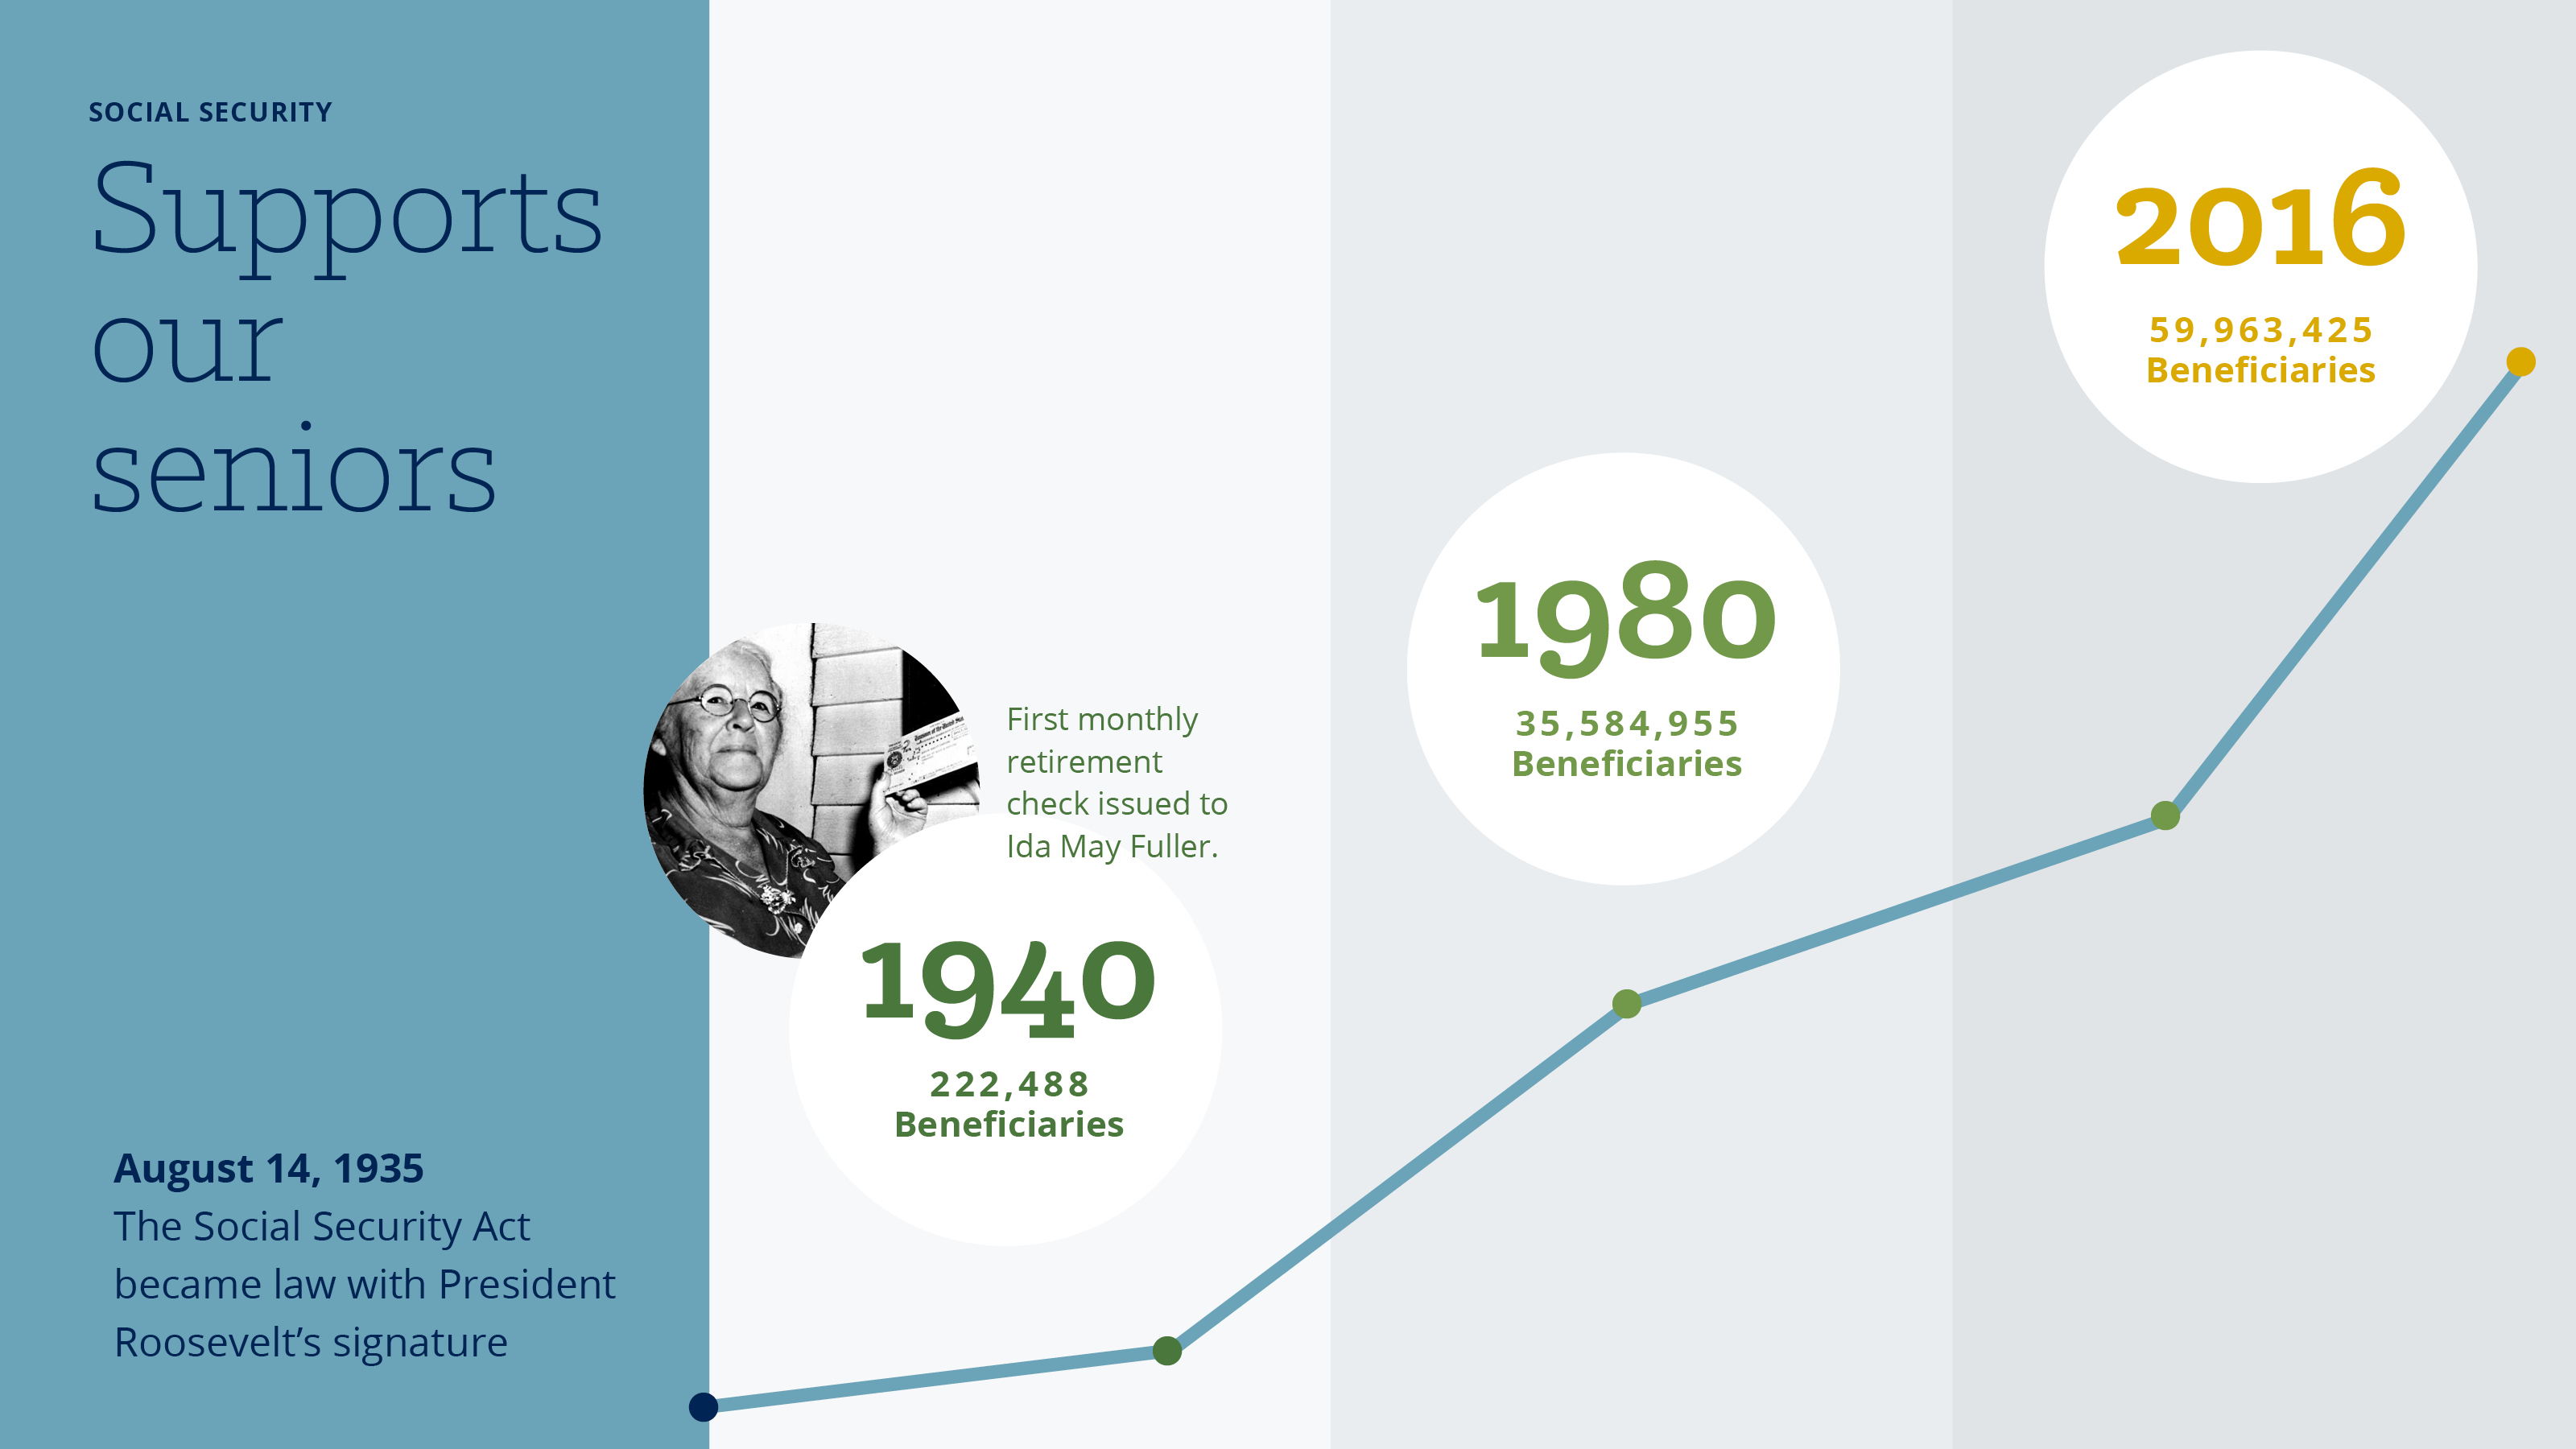 SOCIAL SECURITY
Supports
our
seniors
August 14, 1935
The Social Security Act
became law with President
Roosevelt’s signature
First monthly
retirement
check issued to
Ida May Fuller.
1940
222,488
Beneficiaries
1980
35,584,955
Beneficiaries
2016
59,963,425
Beneficiaries